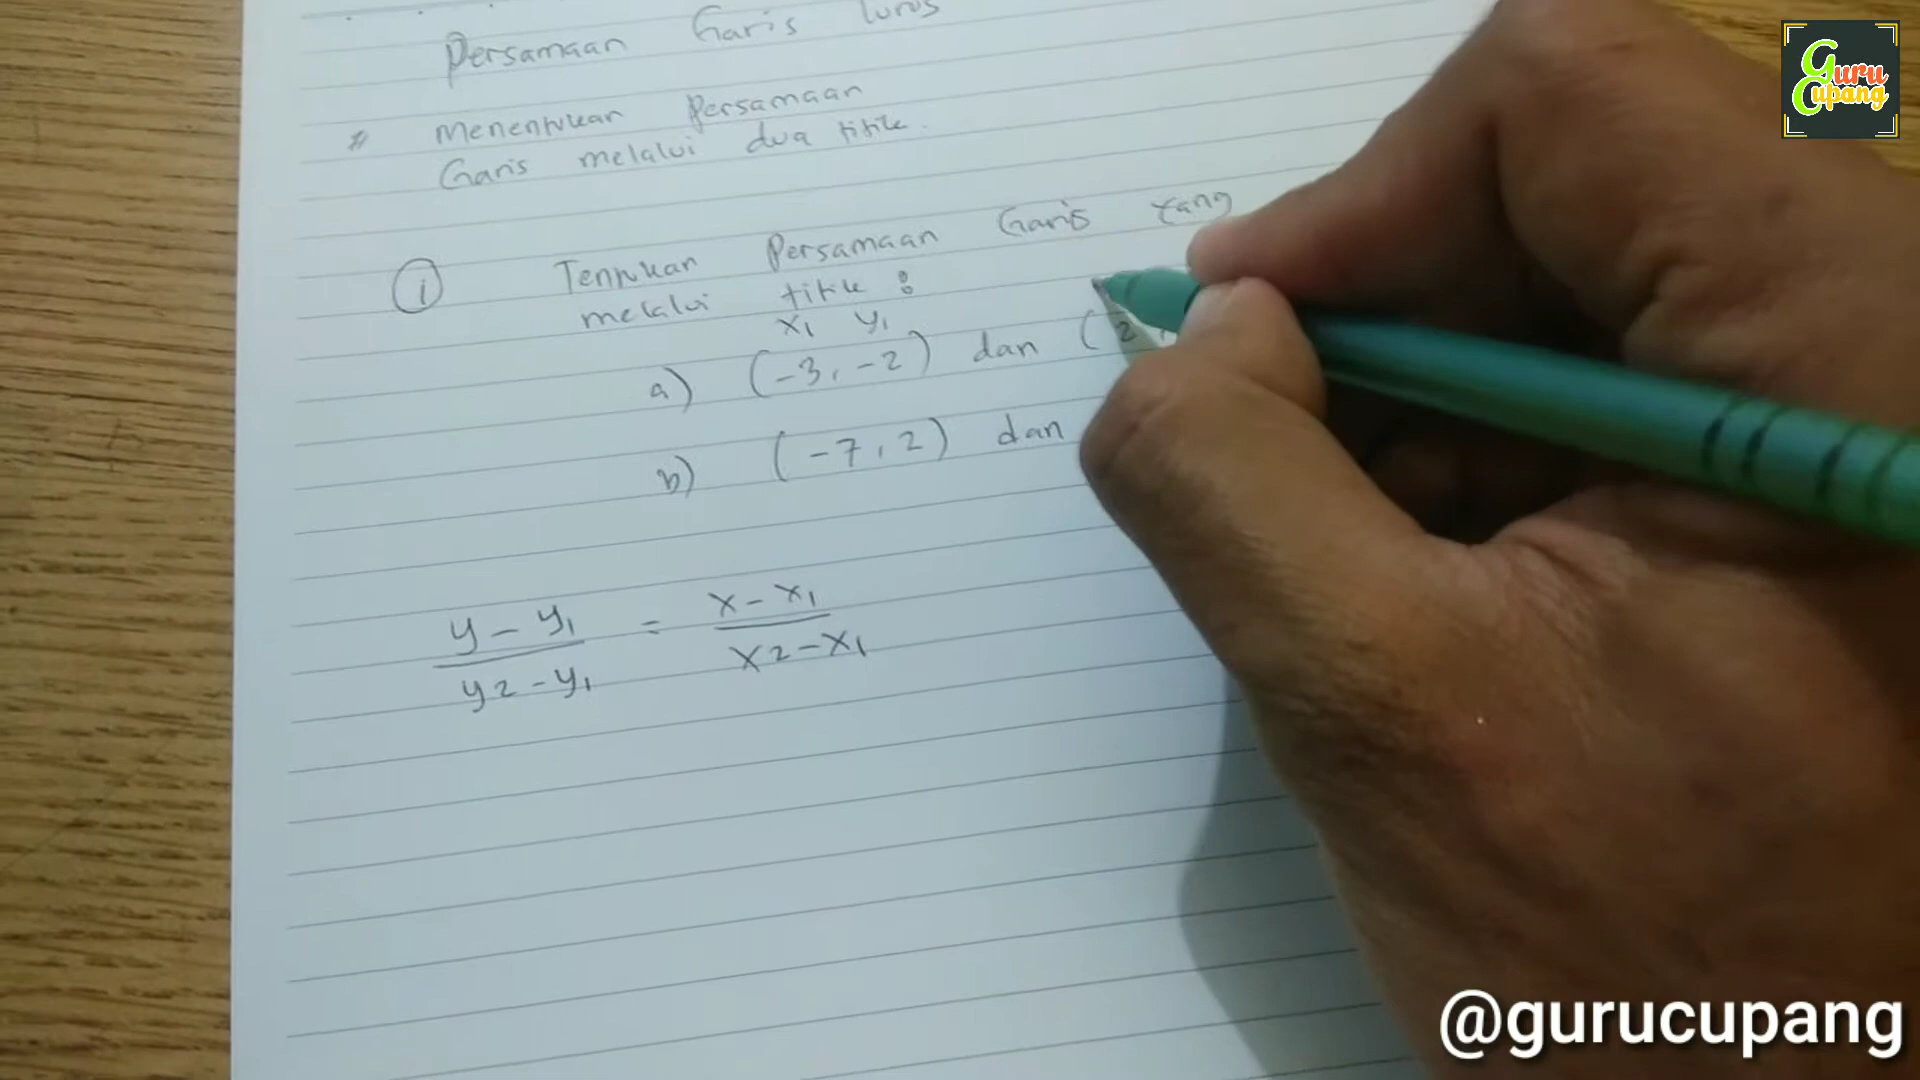 Persamaan Garis lurus
# Menentukan Persamaan
Garis melalui dua titik.
1 Tentukan Persamaan Garis yang
melalui titik :
x1 y1
a) (-3, -2) dan (2,
b) (-7, 2) dan
y - y1 = x - x1
y2 - y1 x2 - x1
Guru
Cupang
@gurucupang